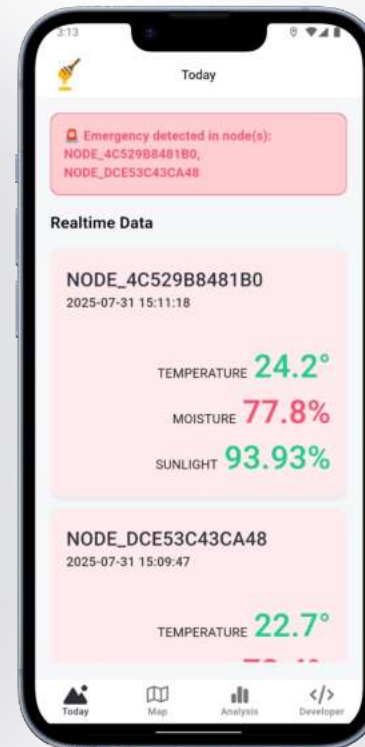 3:13
Today
🚨 Emergency detected in node(s):
NODE_4C529B8481B0,
NODE_DCE53C43CA48
Realtime Data
NODE_4C529B8481B0
2025-07-31 15:11:18
TEMPERATURE 24.2°
MOISTURE 77.8%
SUNLIGHT 93.93%
NODE_DCE53C43CA48
2025-07-31 15:09:47
TEMPERATURE 22.7°
Today Map Analysis Developer